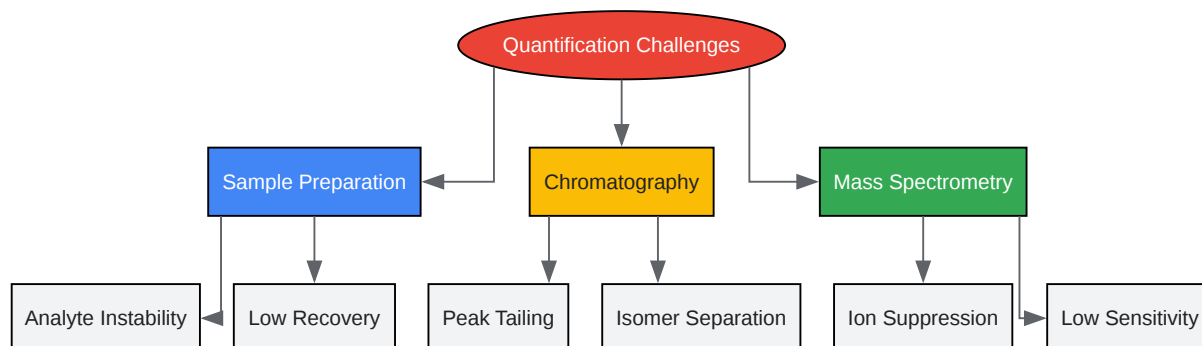 Quantification Challenges
Sample Preparation
Chromatography
Mass Spectrometry
Analyte Instability
Low Recovery
Peak Tailing
Isomer Separation
Ion Suppression
Low Sensitivity